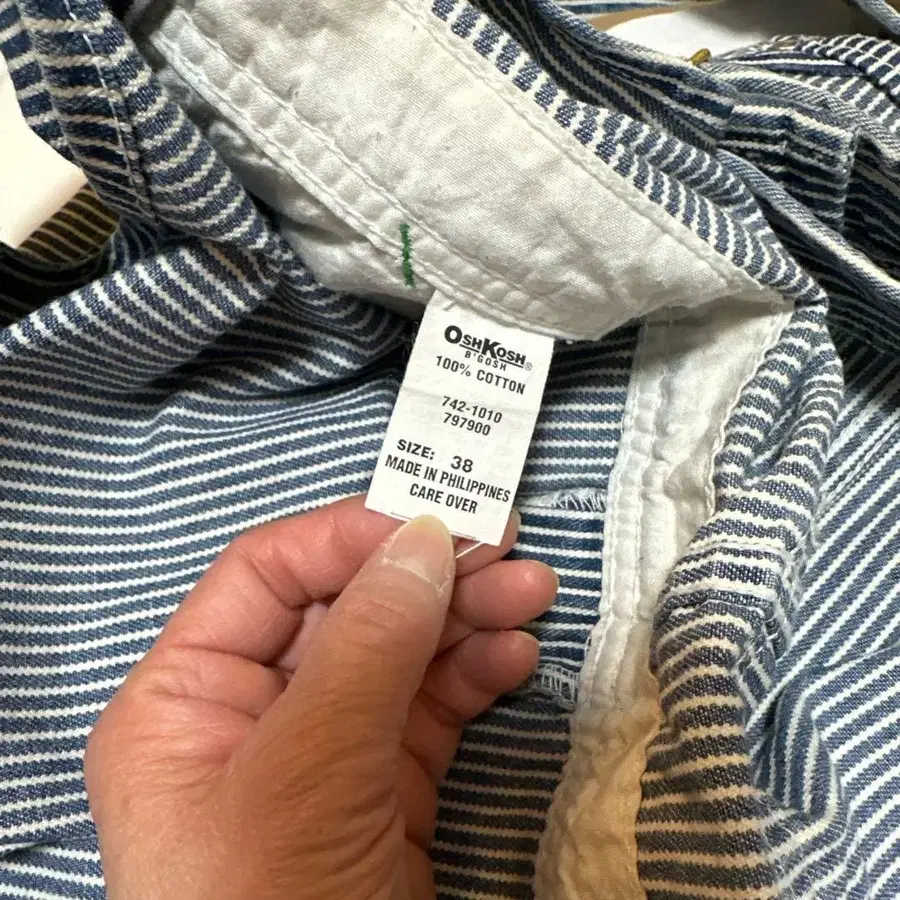 OSHKOSH®
B'GOSH
100% COTTON
742-1010
797900
SIZE: 38
MADE IN PHILIPPINES
CARE OVER